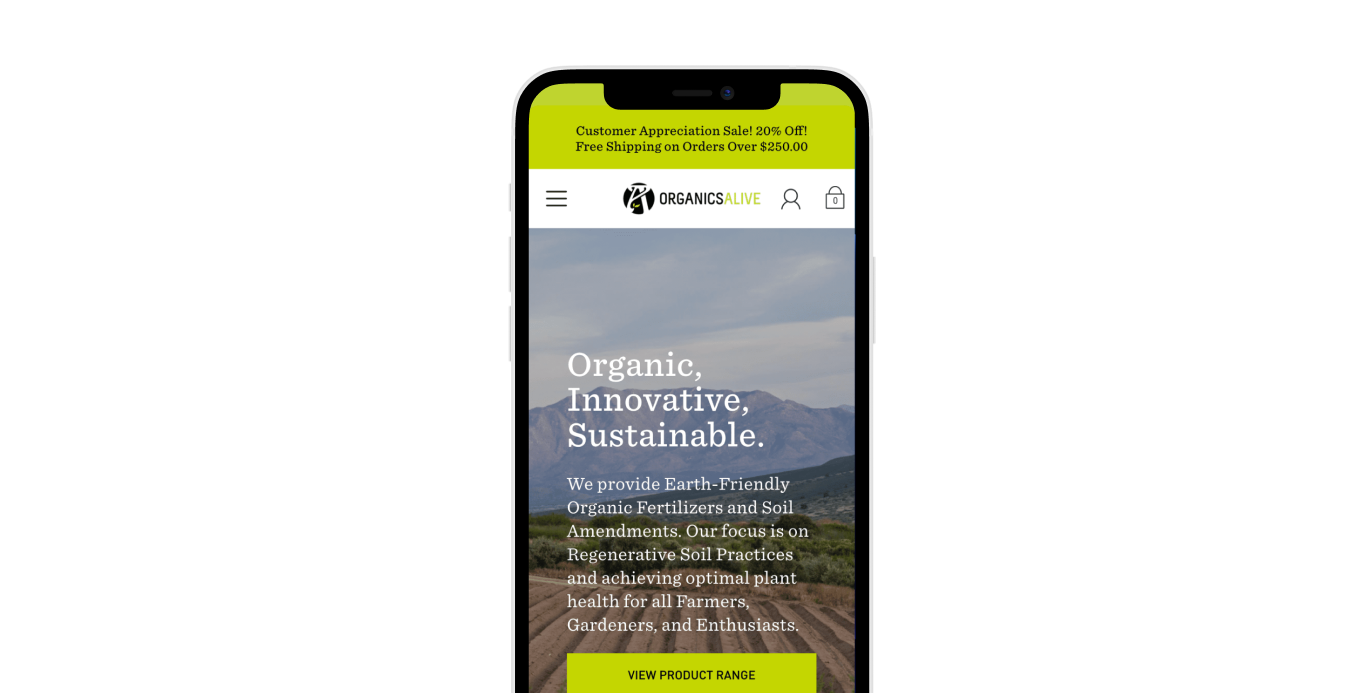 Customer Appreciation Sale! 20% Off!
Free Shipping on Orders Over $250.00
ORGANICSALIVE
0
Organic,
Innovative,
Sustainable.
We provide Earth-Friendly
Organic Fertilizers and Soil
Amendments. Our focus is on
Regenerative Soil Practices
and achieving optimal plant
health for all Farmers,
Gardeners, and Enthusiasts.
VIEW PRODUCT RANGE